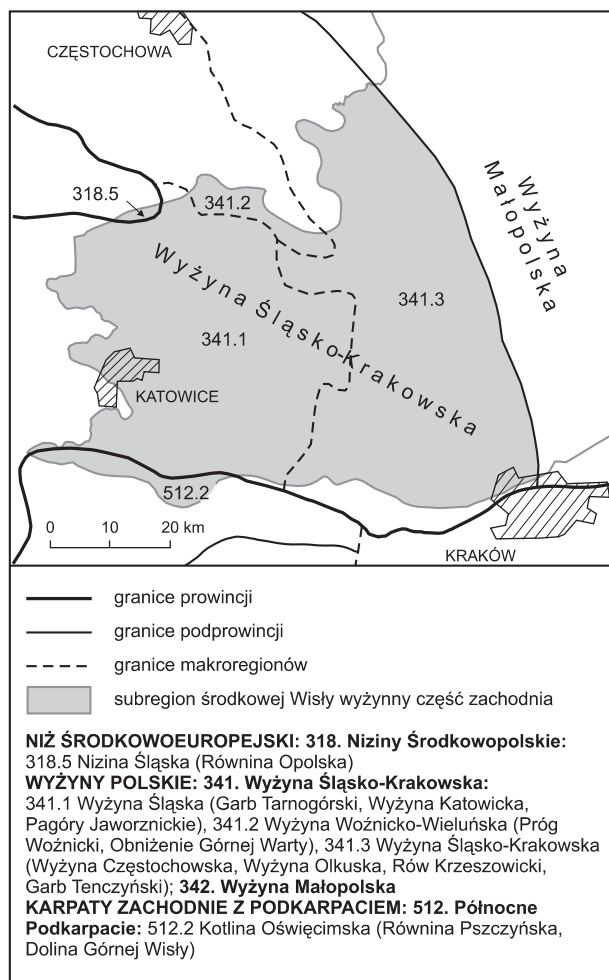 CZĘSTOCHOWA
Wyżyna
Małopolska
318.5
341.2
Wyżyna Śląsko-Krakowska
341.3
341.1
KATOWICE
512.2
0 10 20 km
KRAKÓW
granice prowincji
granice podprowincji
granice makroregionów
subregion środkowej Wisły wyżynny część zachodnia
NIŻ ŚRODKOWOEUROPEJSKI: 318. Niziny Środkowopolskie:
318.5 Nizina Śląska (Równina Opolska)
WYŻYNY POLSKIE: 341. Wyżyna Śląsko-Krakowska:
341.1 Wyżyna Śląska (Garb Tarnogórski, Wyżyna Katowicka,
Pagóry Jaworznickie), 341.2 Wyżyna Woźnicko-Wieluńska (Próg
Woźnicki, Obniżenie Górnej Warty), 341.3 Wyżyna Śląsko-Krakowska
(Wyżyna Częstochowska, Wyżyna Olkuska, Rów Krzeszowicki,
Garb Tenczyński); 342. Wyżyna Małopolska
KARPATY ZACHODNIE Z PODKARPACIEM: 512. Północne
Podkarpacie: 512.2 Kotlina Oświęcimska (Równina Pszczyńska,
Dolina Górnej Wisły)